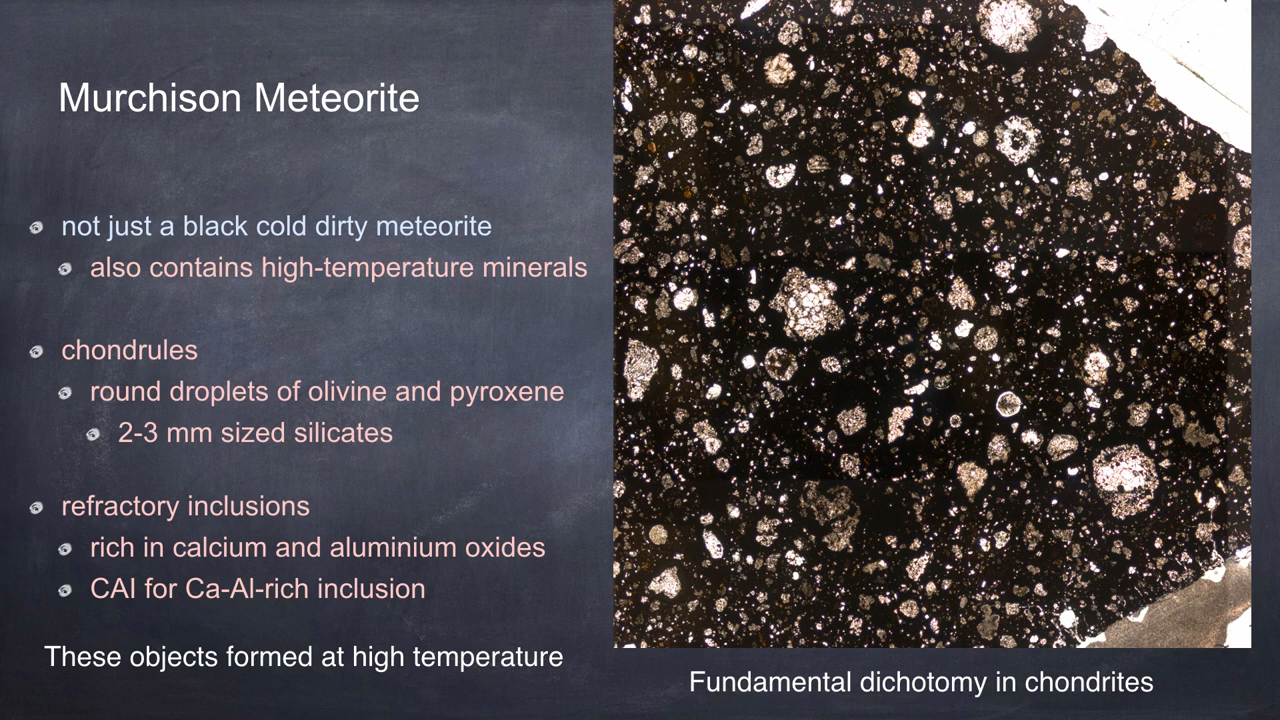 Murchison Meteorite
not just a black cold dirty meteorite
also contains high-temperature minerals
chondrules
round droplets of olivine and pyroxene
2-3 mm sized silicates
refractory inclusions
rich in calcium and aluminium oxides
CAI for Ca-Al-rich inclusion
These objects formed at high temperature
Fundamental dichotomy in chondrites